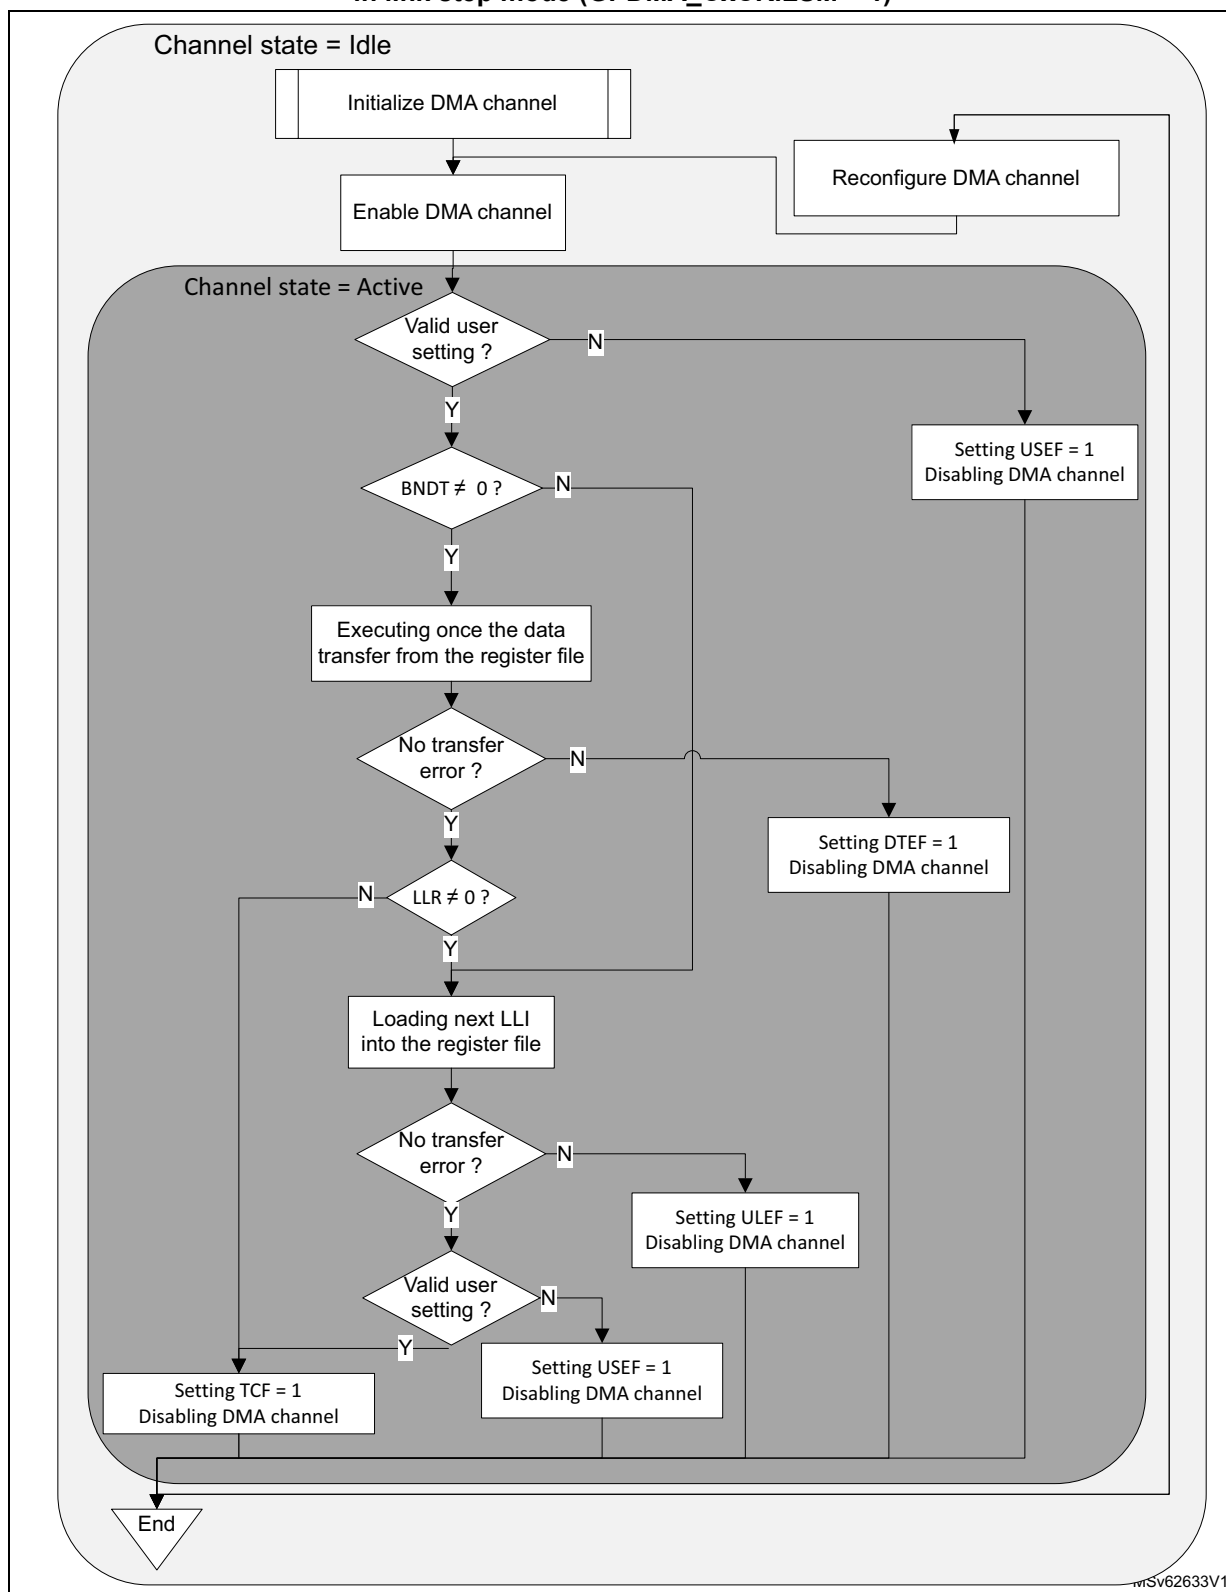 Channel state = Idle
Initialize DMA channel
Reconfigure DMA channel
Enable DMA channel
Channel state = Active
Valid user
setting ?
N
Y
Setting USEF = 1
Disabling DMA channel
BNDT ≠ 0 ?
N
Y
Executing once the data
transfer from the register file
No transfer
error ?
N
Y
Setting DTEF = 1
Disabling DMA channel
LLR ≠ 0 ?
N
Y
Loading next LLI
into the register file
No transfer
error ?
N
Y
Setting ULEF = 1
Disabling DMA channel
Valid user
setting ?
N
Y
Setting USEF = 1
Disabling DMA channel
Setting TCF = 1
Disabling DMA channel
End
MSv62633V1